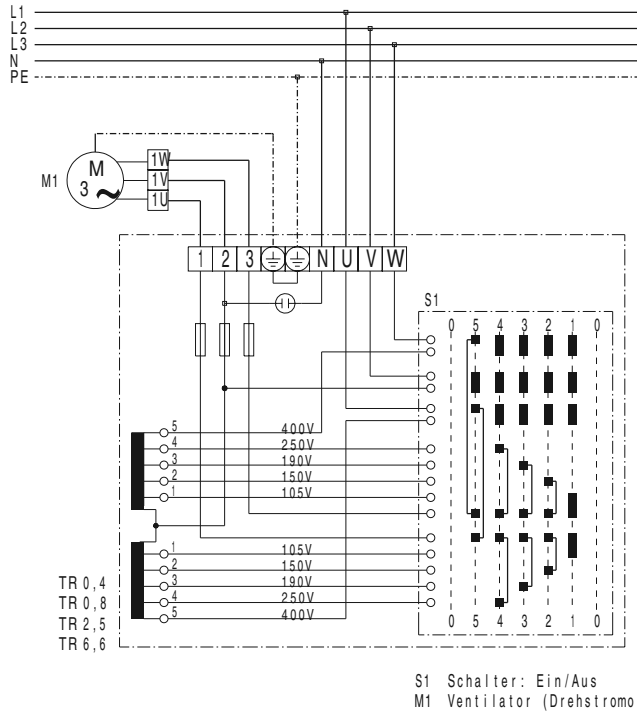 L1
L2
L3
N
PE
M1
M
3
1W
1V
1U
1 2 3 N U V W
S1
0 5 4 3 2 1 0
5 400V
4 250V
3 190V
2 150V
1 105V
1 105V
2 150V
3 190V
4 250V
5 400V
TR 0,4
TR 0,8
TR 2,5
TR 6,6
0 5 4 3 2 1 0
S1 Schalter: Ein/Aus
M1 Ventilator (Drehstromo